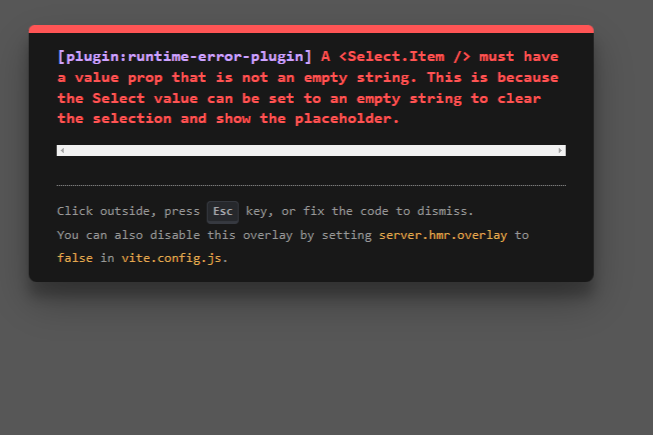 [plugin:runtime-error-plugin] A <Select.Item /> must have
a value prop that is not an empty string. This is because
the Select value can be set to an empty string to clear
the selection and show the placeholder.
Click outside, press Esc key, or fix the code to dismiss.
You can also disable this overlay by setting server.hmr.overlay to
false in vite.config.js.